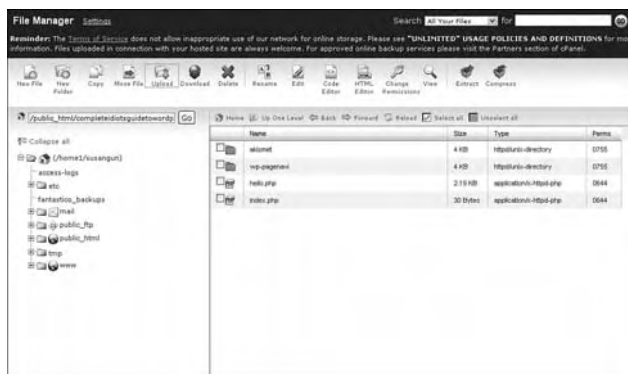 File Manager Settings Search All Your Files for Go
Reminder: The Terms of Service does not allow inappropriate use of our network for online storage. Please see "UNLIMITED" USAGE POLICIES AND DEFINITIONS for mo
information. Files uploaded in connection with your hosted site are always welcome. For approved online backup services please visit the Partners section of cPanel.
New File New Folder Copy Move File Upload Download Delete Rename Edit Code Editor HTML Editor Change Permissions View Extract Compress
/public_html/completeidiotsguidetowordp Go
Home Up One Level Back Forward Reload Select all Unselect all
Name Size Type Perms
Collapse all
(/home1/susangun)
access-logs
etc
fantastico_backups
mail
public_ftp
public_html
tmp
www
akismet 4 KB httpd/unix-directory 0755
wp-pagenavi 4 KB httpd/unix-directory 0755
hello.php 2.19 KB application/x-httpd-php 0644
index.php 30 Bytes application/x-httpd-php 0644